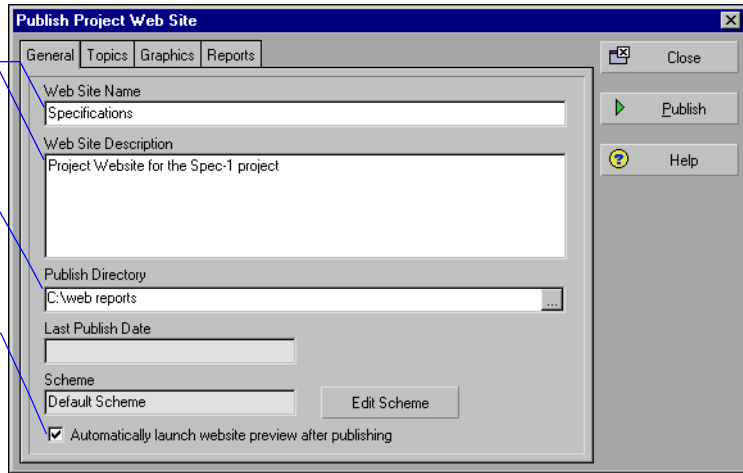 Publish Project Web Site
General Topics Graphics Reports
Close
Web Site Name
Specifications
Publish
Web Site Description
Project Website for the Spec-1 project
Help
Publish Directory
C:\web reports
...
Last Publish Date
Scheme
Default Scheme
Edit Scheme
Automatically launch website preview after publishing